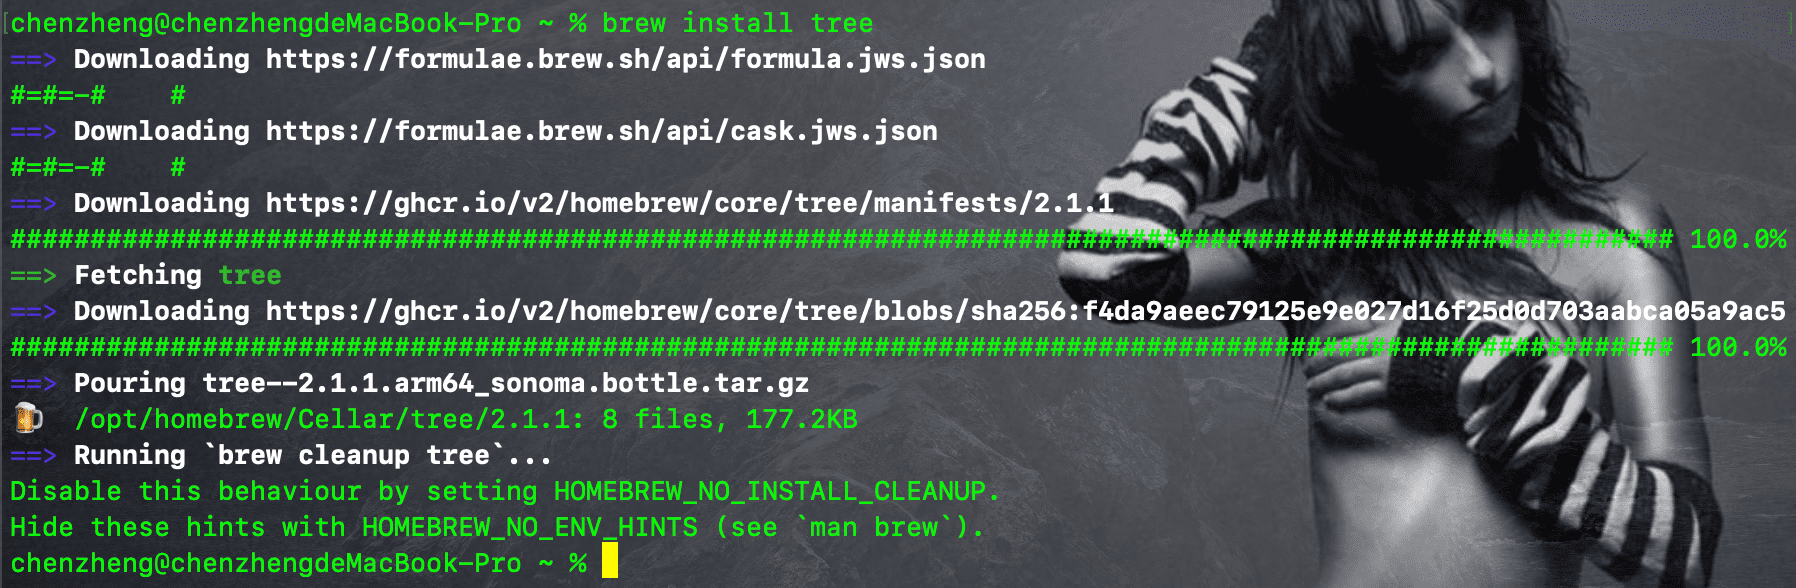 chenzheng@chenzhengdeMacBook-Pro ~ % brew install tree
==> Downloading https://formulae.brew.sh/api/formula.jws.json
#=#=-#    #
==> Downloading https://formulae.brew.sh/api/cask.jws.json
#=#=-#    #
==> Downloading https://ghcr.io/v2/homebrew/core/tree/manifests/2.1.1
######################################################################################################## 100.0%
==> Fetching tree
==> Downloading https://ghcr.io/v2/homebrew/core/tree/blobs/sha256:f4da9aeec79125e9e027d16f25d0d703aabca05a9ac5
######################################################################################################## 100.0%
==> Pouring tree--2.1.1.arm64_sonoma.bottle.tar.gz
🍺  /opt/homebrew/Cellar/tree/2.1.1: 8 files, 177.2KB
==> Running `brew cleanup tree`...
Disable this behaviour by setting HOMEBREW_NO_INSTALL_CLEANUP.
Hide these hints with HOMEBREW_NO_ENV_HINTS (see `man brew`).
chenzheng@chenzhengdeMacBook-Pro ~ %